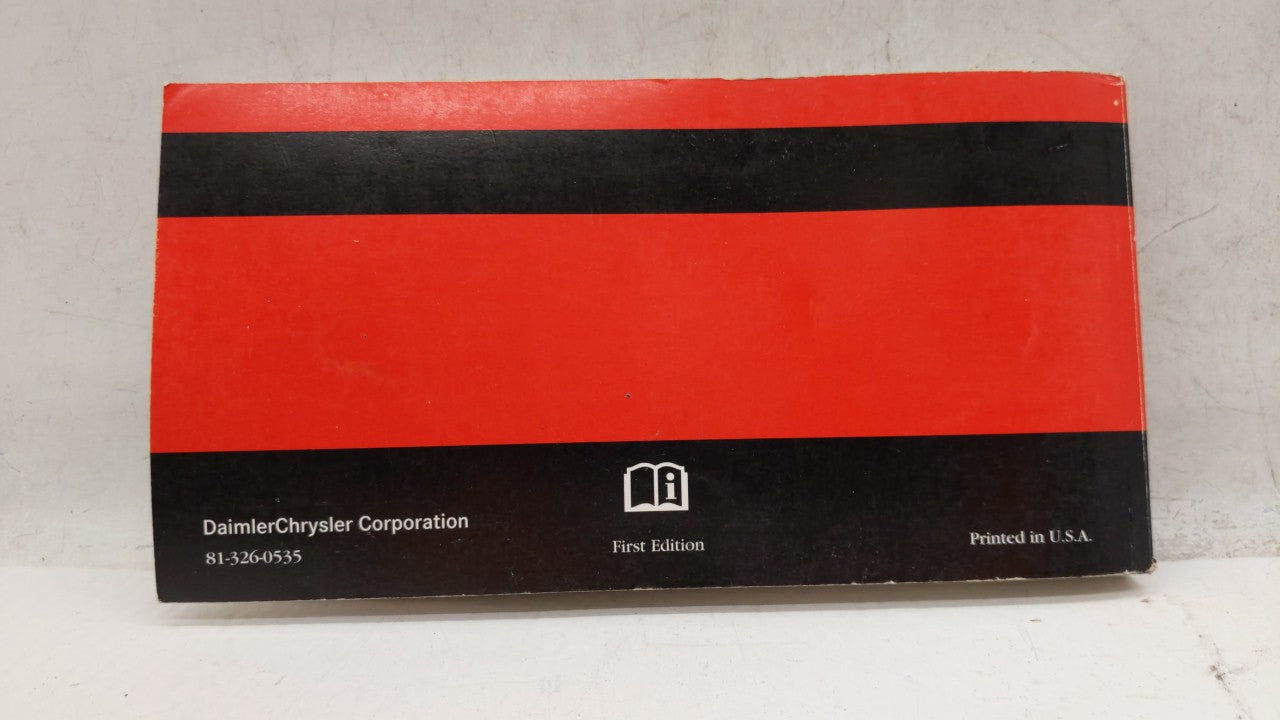 DaimlerChrysler Corporation
81-326-0535
i
First Edition
Printed in U.S.A.